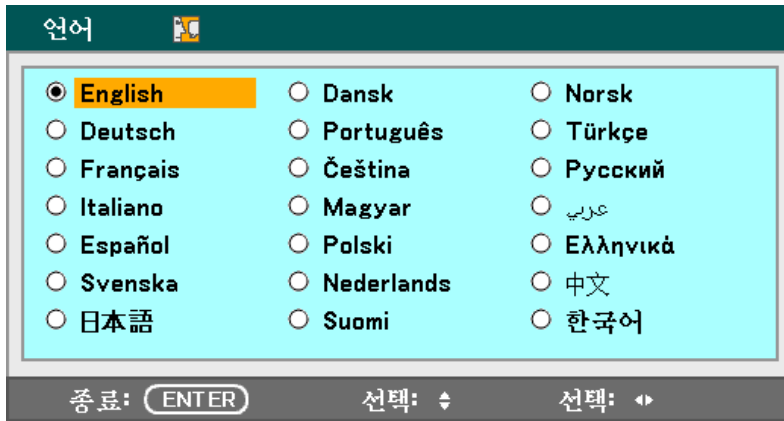 언어
English Dansk Norsk
Deutsch Português Türkçe
Français Čeština Русский
Italiano Magyar عربي
Español Polski Ελληνικά
Svenska Nederlands 中文
日本語 Suomi 한국어
종료: ENTER 선택: 선택: